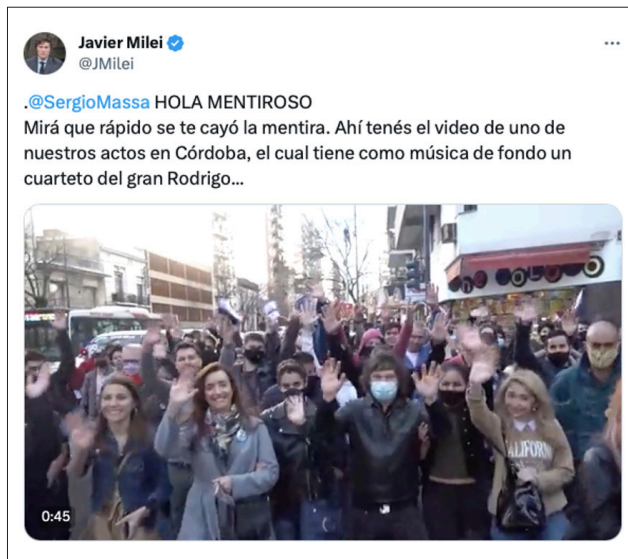 Javier Milei
@JMilei
.@SergioMassa HOLA MENTIROSO
Mirá que rápido se te cayó la mentira. Ahí tenés el video de uno de
nuestros actos en Córdoba, el cual tiene como música de fondo un
cuarteto del gran Rodrigo...
CALIFORNI
0:45